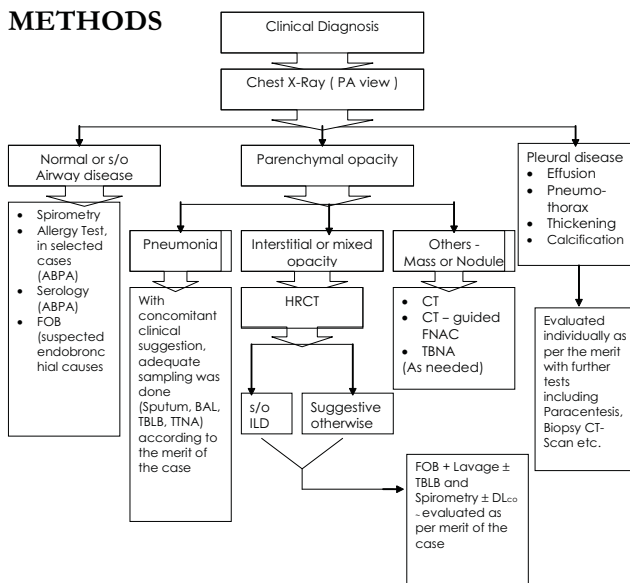 METHODS
Clinical Diagnosis
Chest X-Ray ( PA view )
Normal or s/o
Airway disease
Parenchymal opacity
Pleural disease
• Effusion
• Pneumo-
thorax
• Thickening
• Calcification
• Spirometry
• Allergy Test,
in selected
cases
(ABPA)
• Serology
(ABPA)
• FOB
(suspected
endobronc
hial causes
Pneumonia
Interstitial or mixed
opacity
Others -
Mass or Nodule
With
concomitant
clinical
suggestion,
adequate
sampling was
done
(Sputum, BAL,
TBLB, TTNA)
according to
the merit of
the case
HRCT
• CT
• CT – guided
FNAC
• TBNA
(As needed)
Evaluated
individually as
per the merit
with further
tests
including
Paracentesis,
Biopsy CT-
Scan etc.
s/o
ILD
Suggestive
otherwise
FOB + Lavage ±
TBLB and
Spirometry ± DLco
~ evaluated as
per merit of the
case